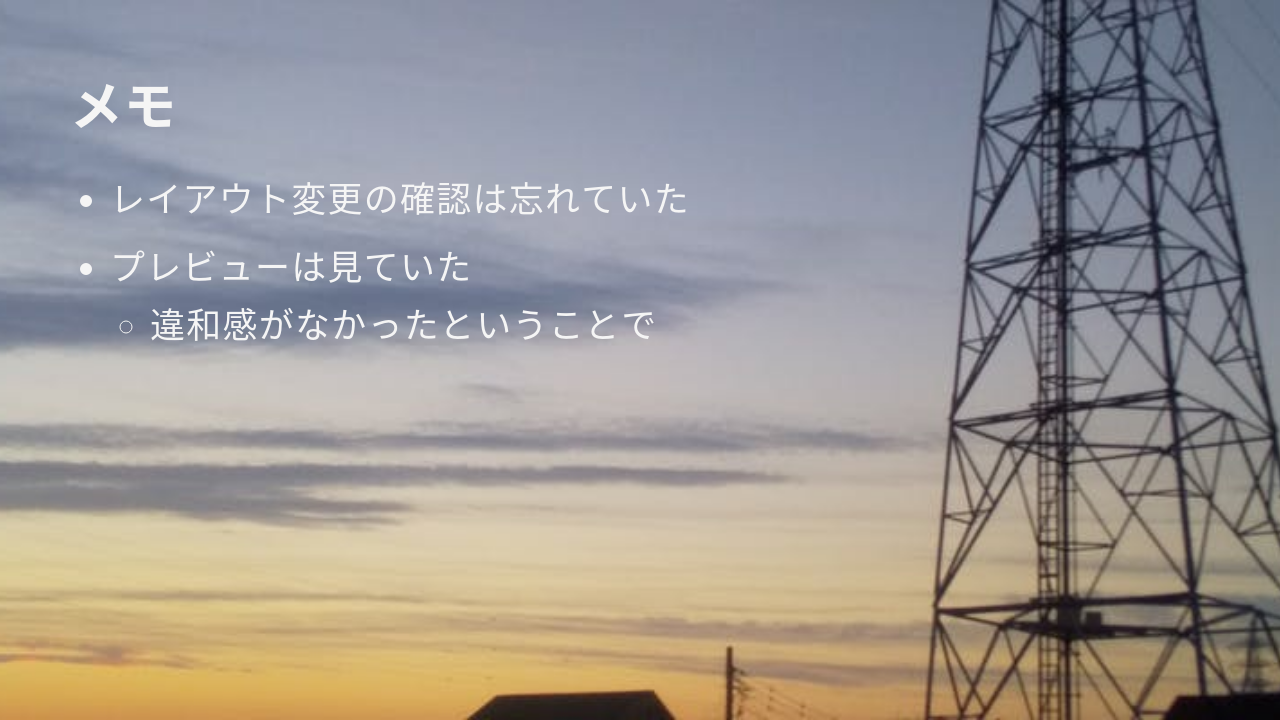 メモ
• レイアウト変更の確認は忘れていた
• プレビューは見ていた
○ 違和感がなかったということで